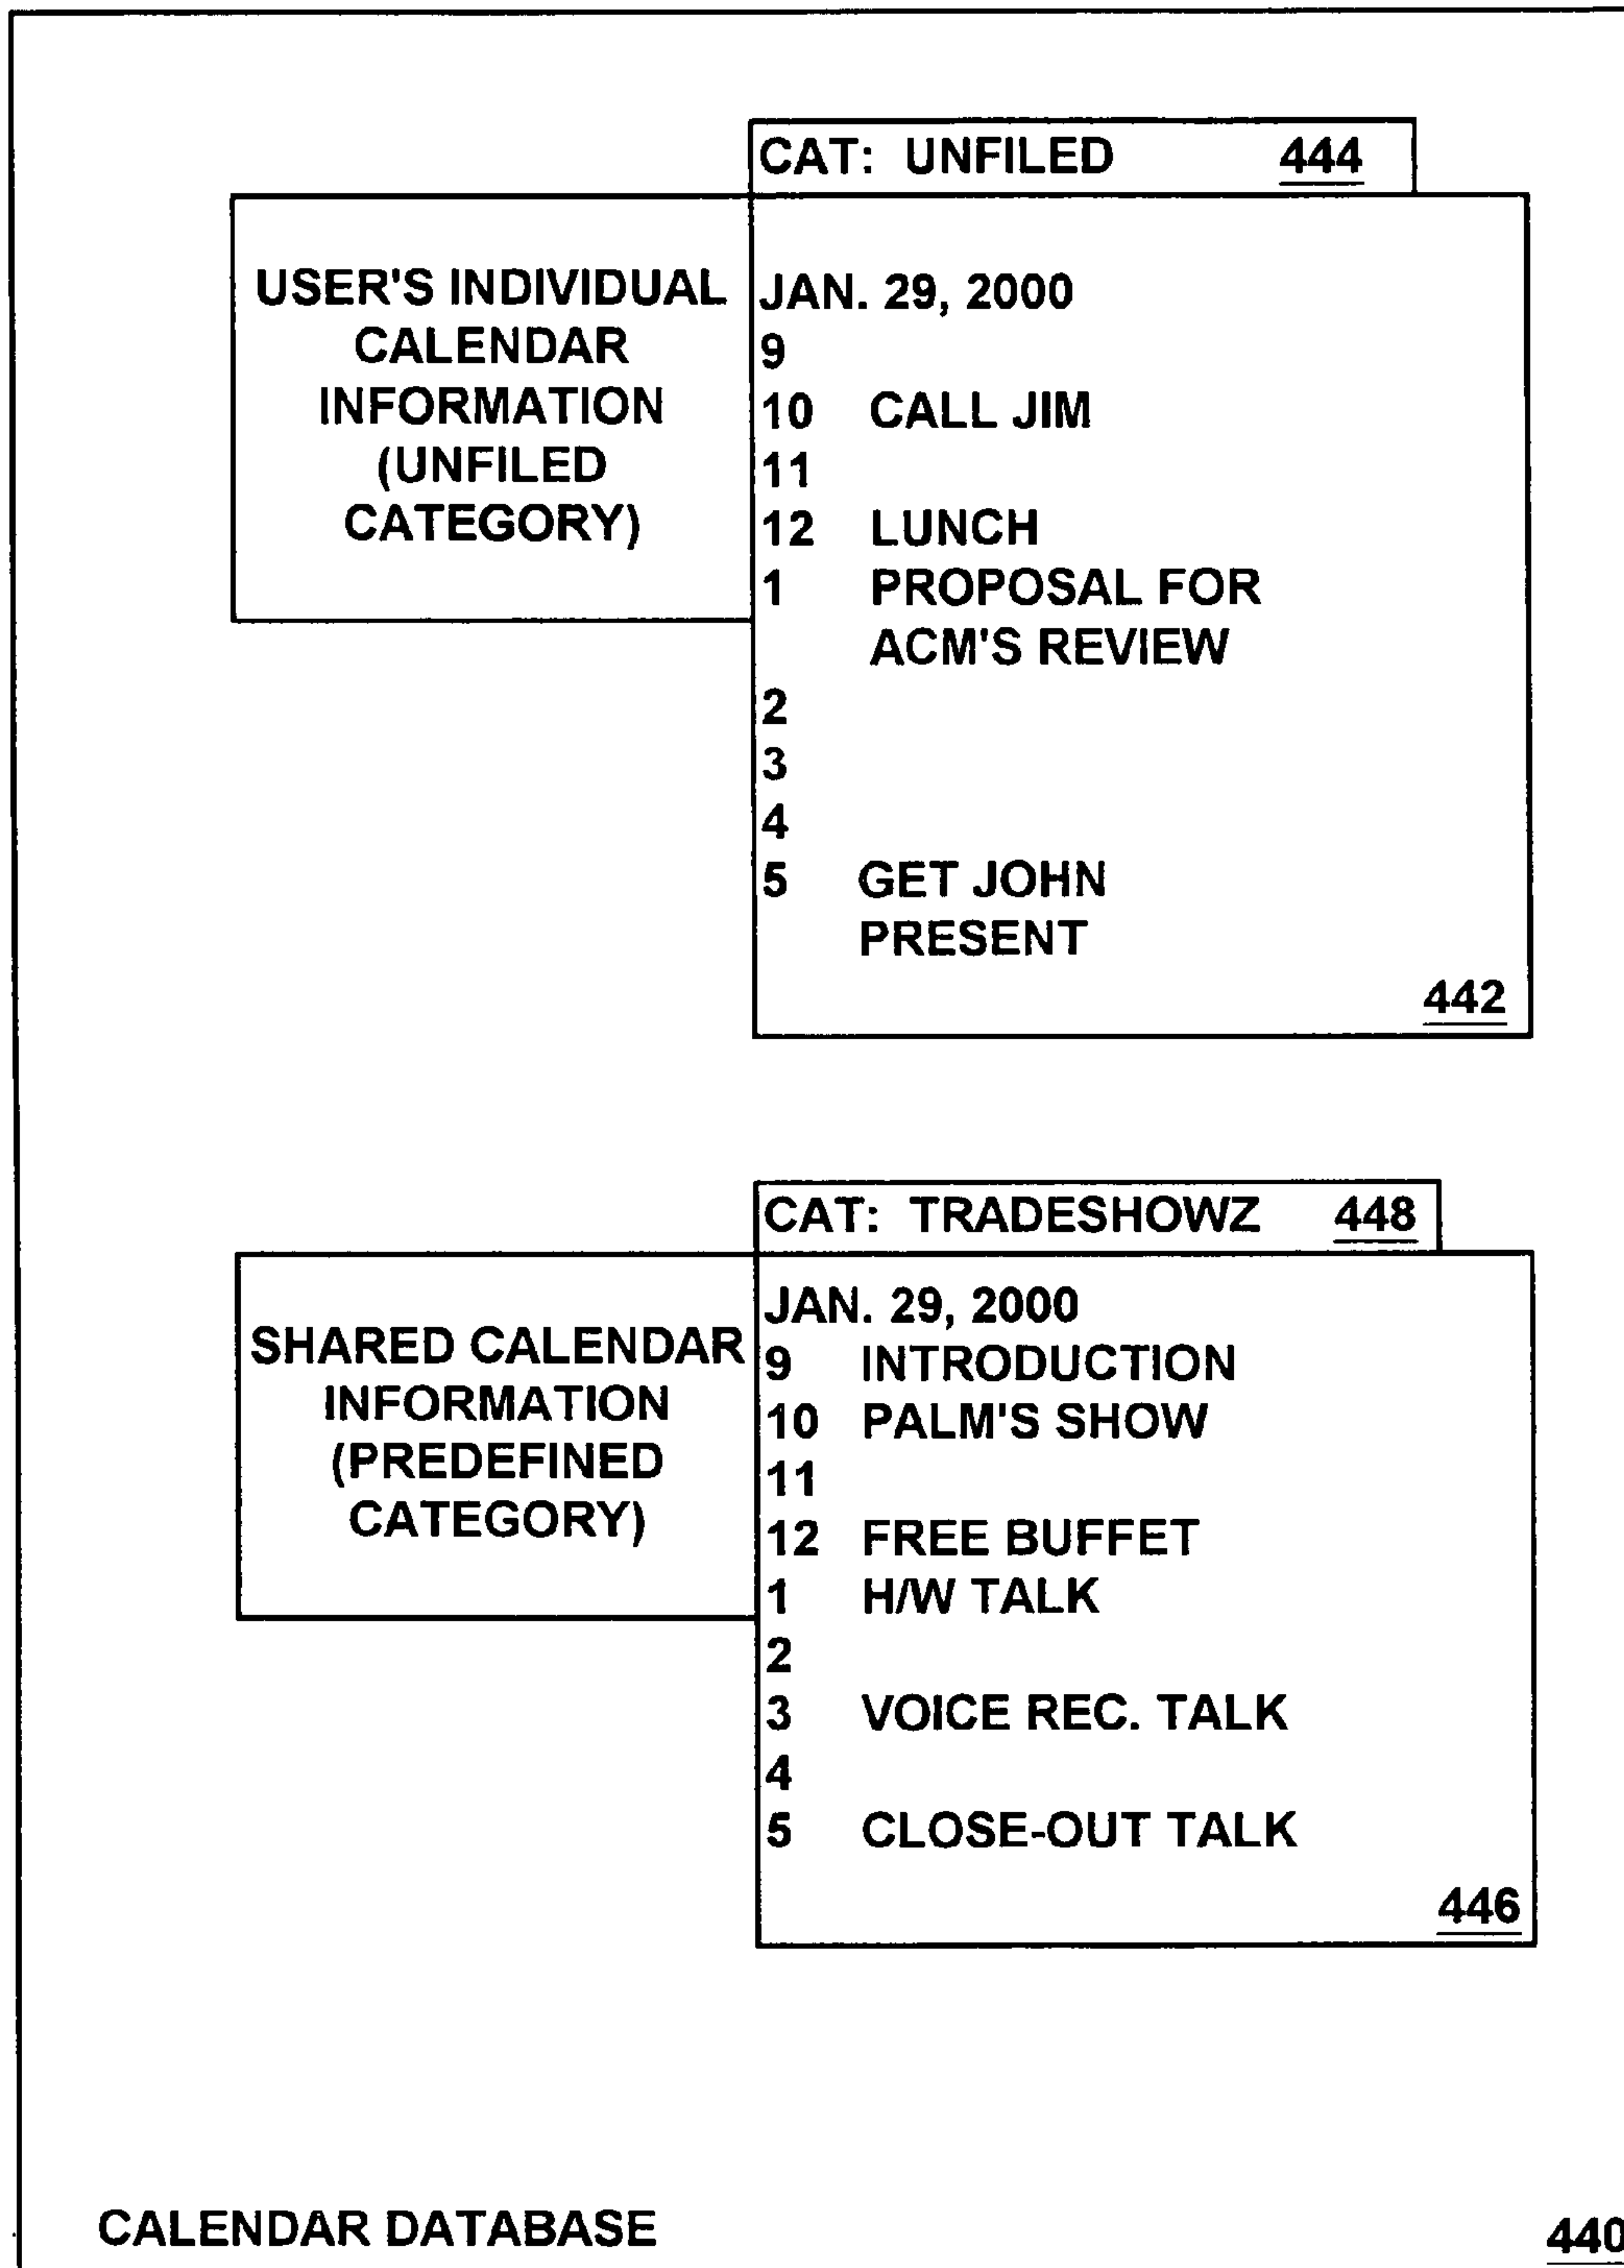 CAT: UNFILED 444
USER'S INDIVIDUAL
CALENDAR
INFORMATION
(UNFILED
CATEGORY)
JAN. 29, 2000
9
10 CALL JIM
11
12 LUNCH
1 PROPOSAL FOR
ACM'S REVIEW
2
3
4
5 GET JOHN
PRESENT
442
CAT: TRADESHOWZ 448
SHARED CALENDAR
INFORMATION
(PREDEFINED
CATEGORY)
JAN. 29, 2000
9 INTRODUCTION
10 PALM'S SHOW
11
12 FREE BUFFET
1 H/W TALK
2
3 VOICE REC. TALK
4
5 CLOSE-OUT TALK
446
CALENDAR DATABASE 440